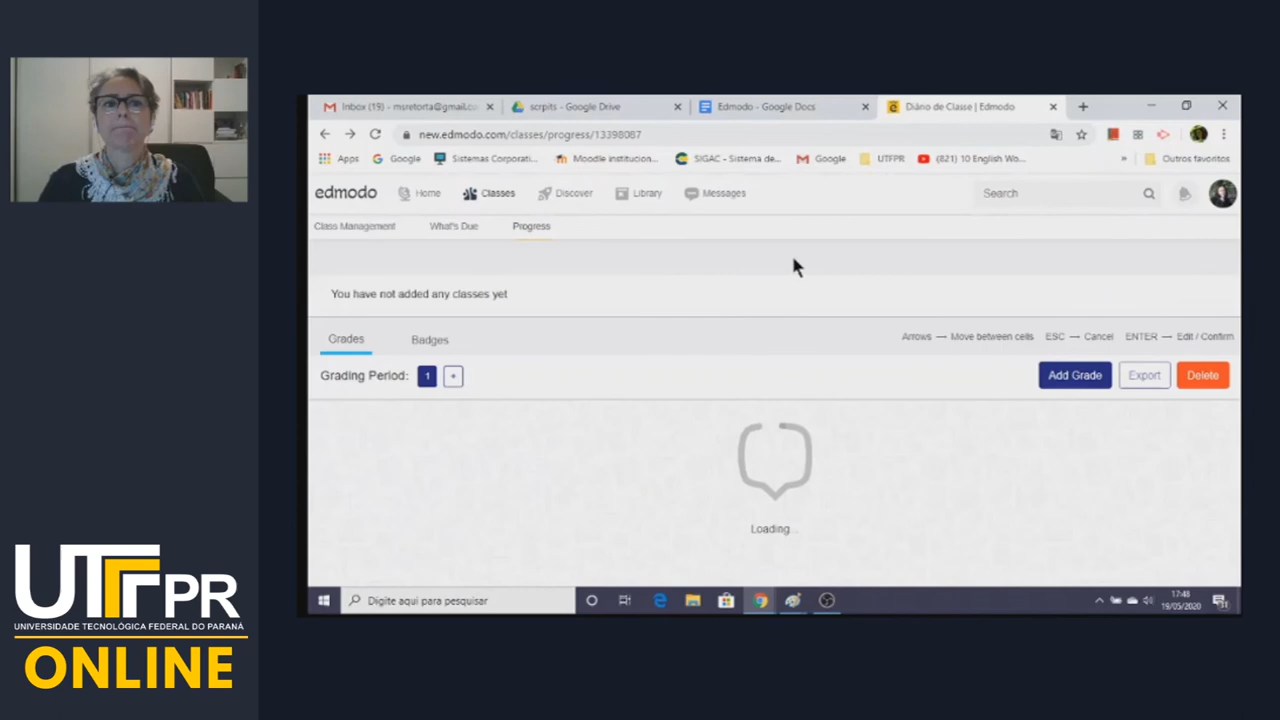 Inbox (19) - msretorta@gmail.co
scrpits - Google Drive
Edmodo - Google Docs
Diário de Classe | Edmodo
new.edmodo.com/classes/progress/13398087
Apps
Google
Sistemas Corporati...
Moodle institucion...
SIGAC - Sistema de...
Google
UTFPR
(821) 10 English Wo...
Outros favoritos
edmodo
Home
Classes
Discover
Library
Messages
Search
Class Management
What's Due
Progress
You have not added any classes yet
Grades
Badges
Arrows — Move between cells
ESC — Cancel
ENTER — Edit / Confirm
Grading Period:
1
+
Add Grade
Export
Delete
Loading...
Digite aqui para pesquisar
17:48
19/05/2020
UTFPR
UNIVERSIDADE TECNOLÓGICA FEDERAL DO PARANÁ
ONLINE